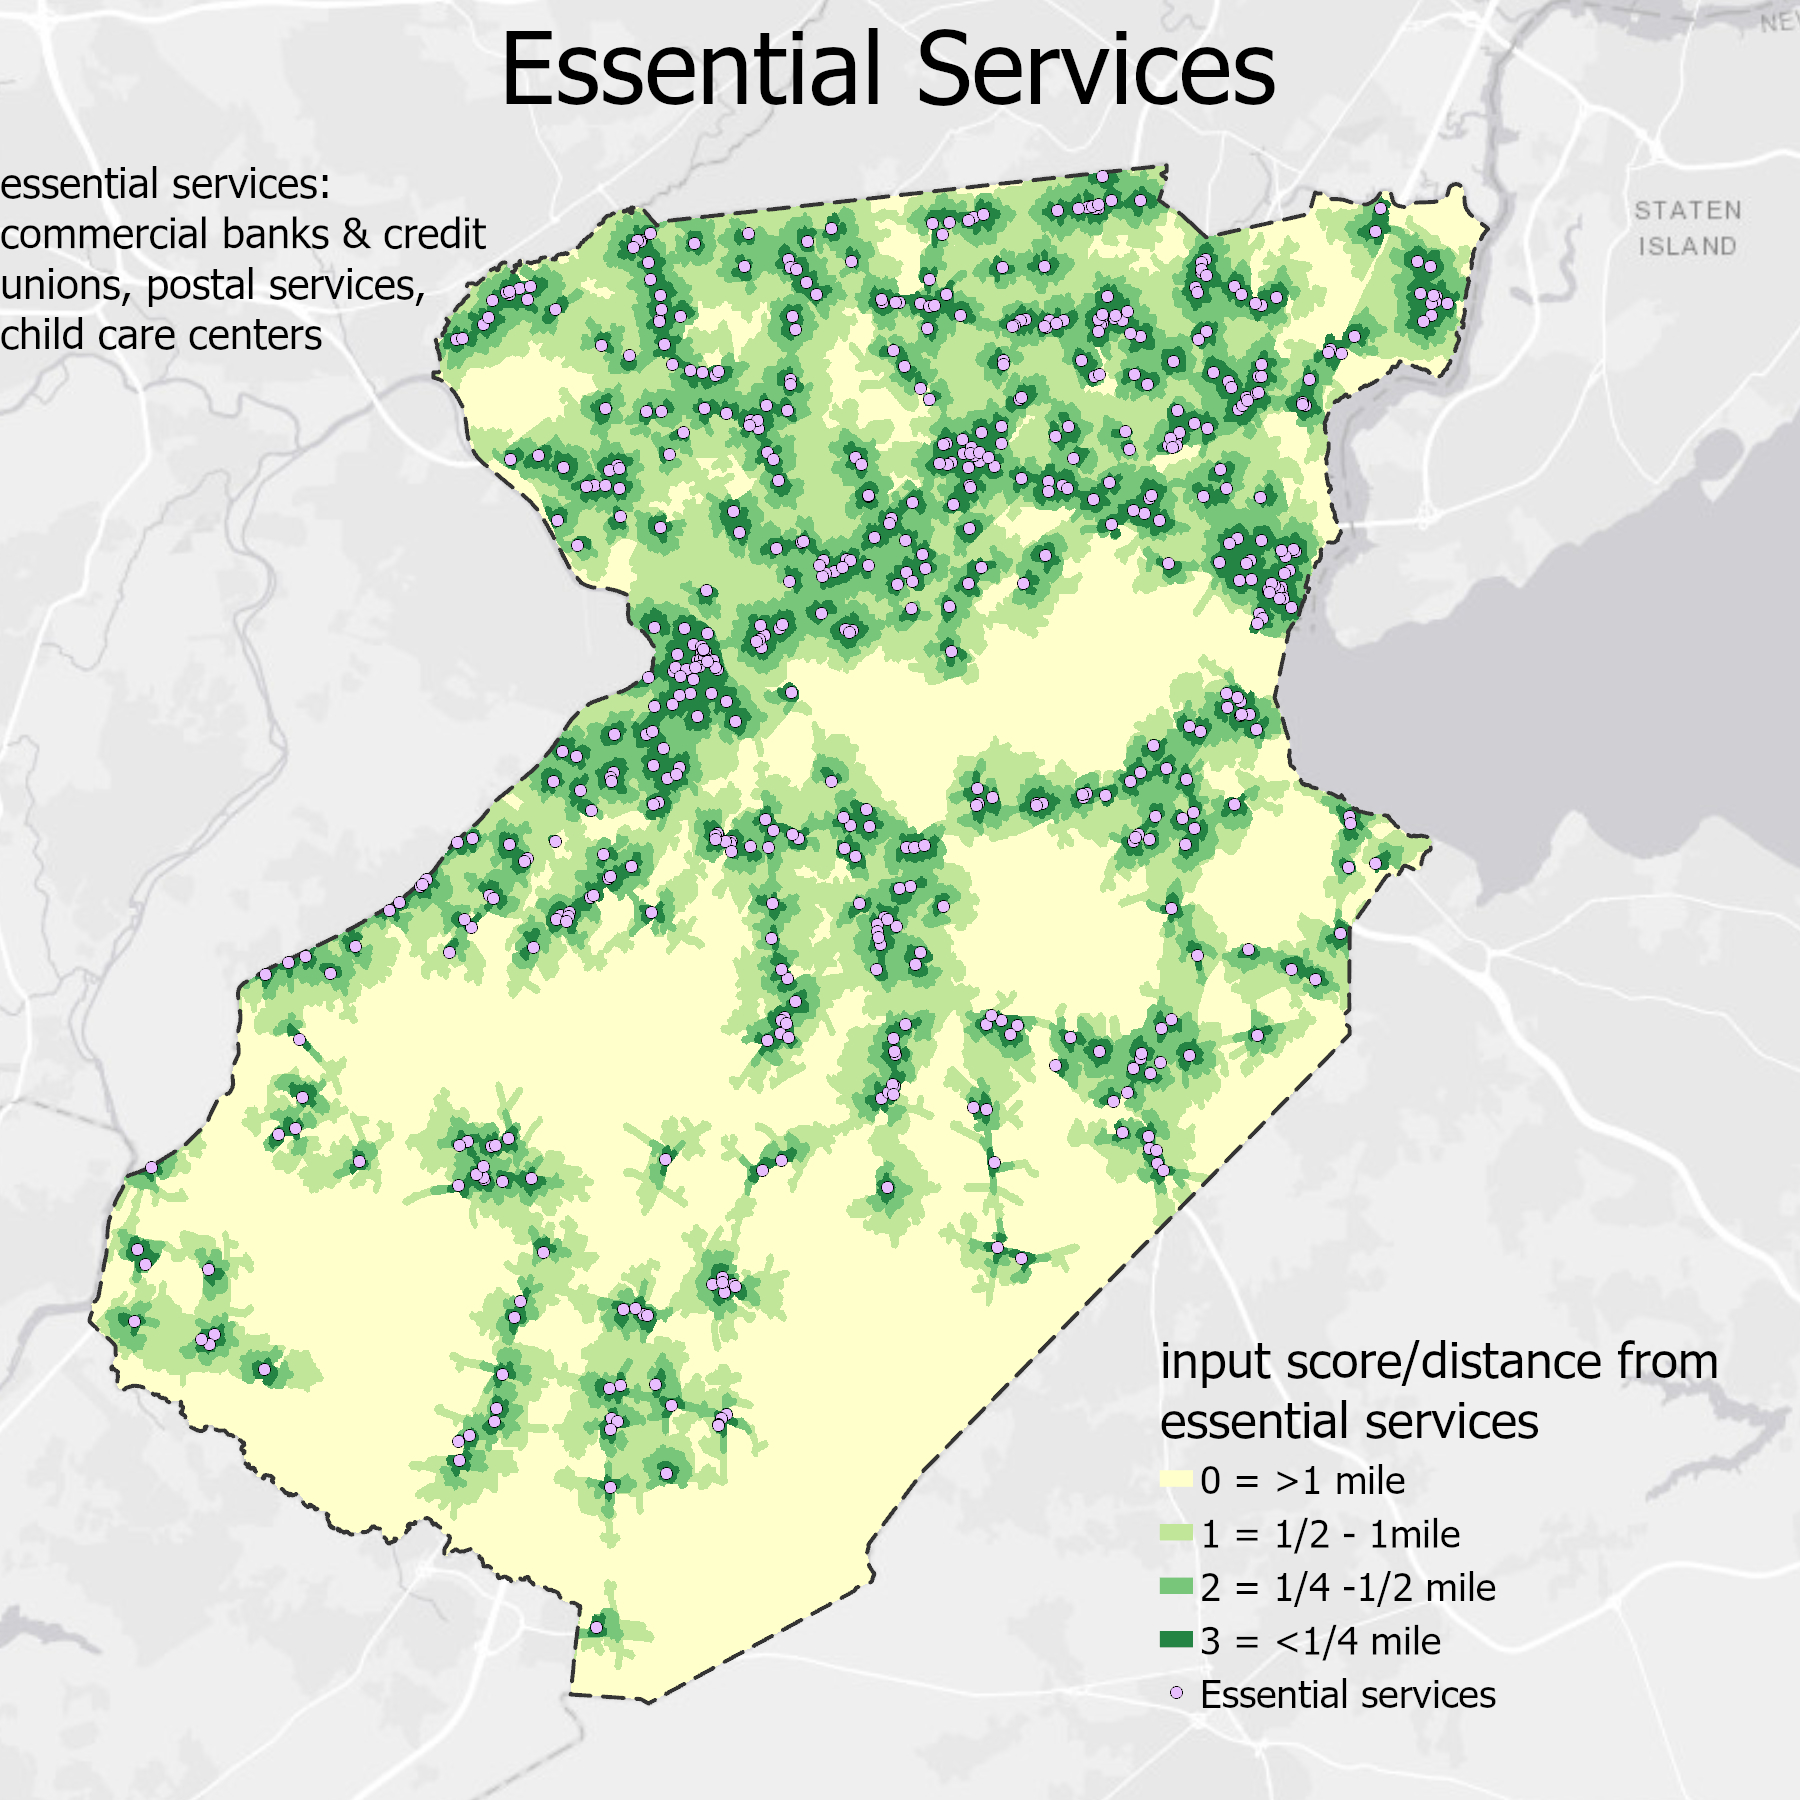 Essential Services
NEW
essential services:
commercial banks & credit
unions, postal services,
child care centers
STATEN
ISLAND
input score/distance from
essential services
0 = >1 mile
1 = 1/2 - 1mile
2 = 1/4 -1/2 mile
3 = <1/4 mile
Essential services